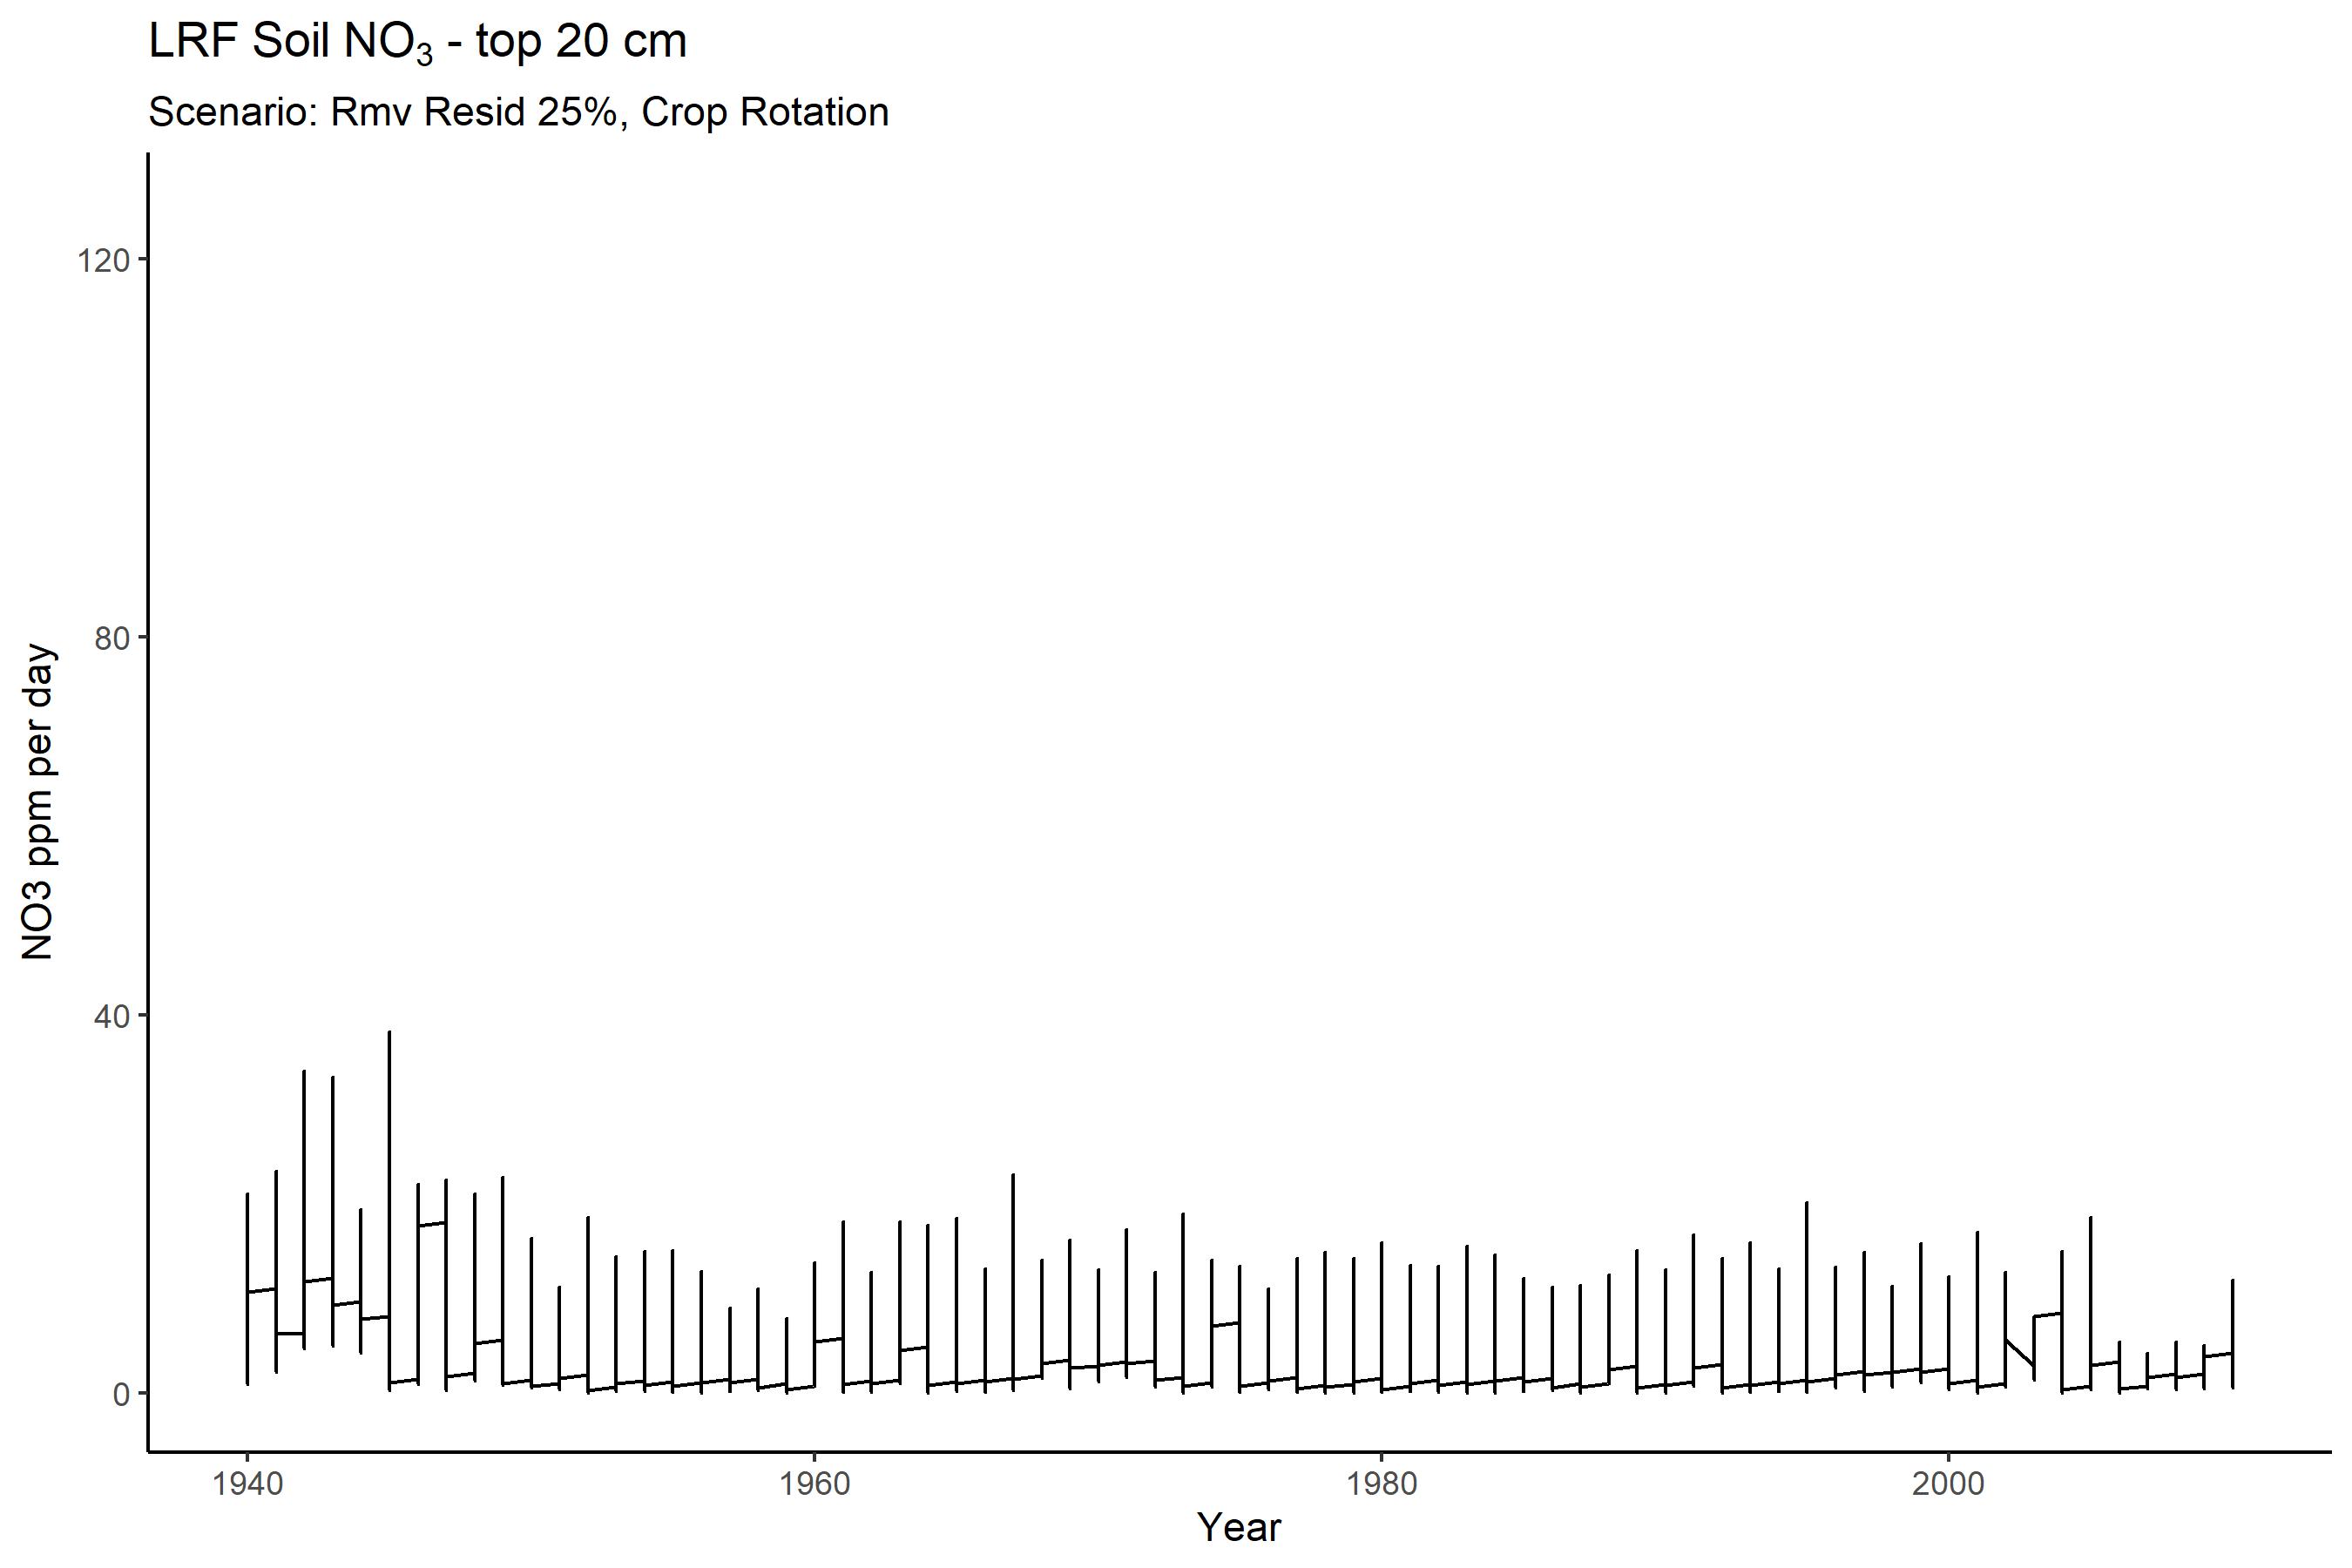 LRF Soil NO₃ - top 20 cm
Scenario: Rmv Resid 25%, Crop Rotation
120
80
40
0
NO3 ppm per day
1940 1960 1980 2000
Year